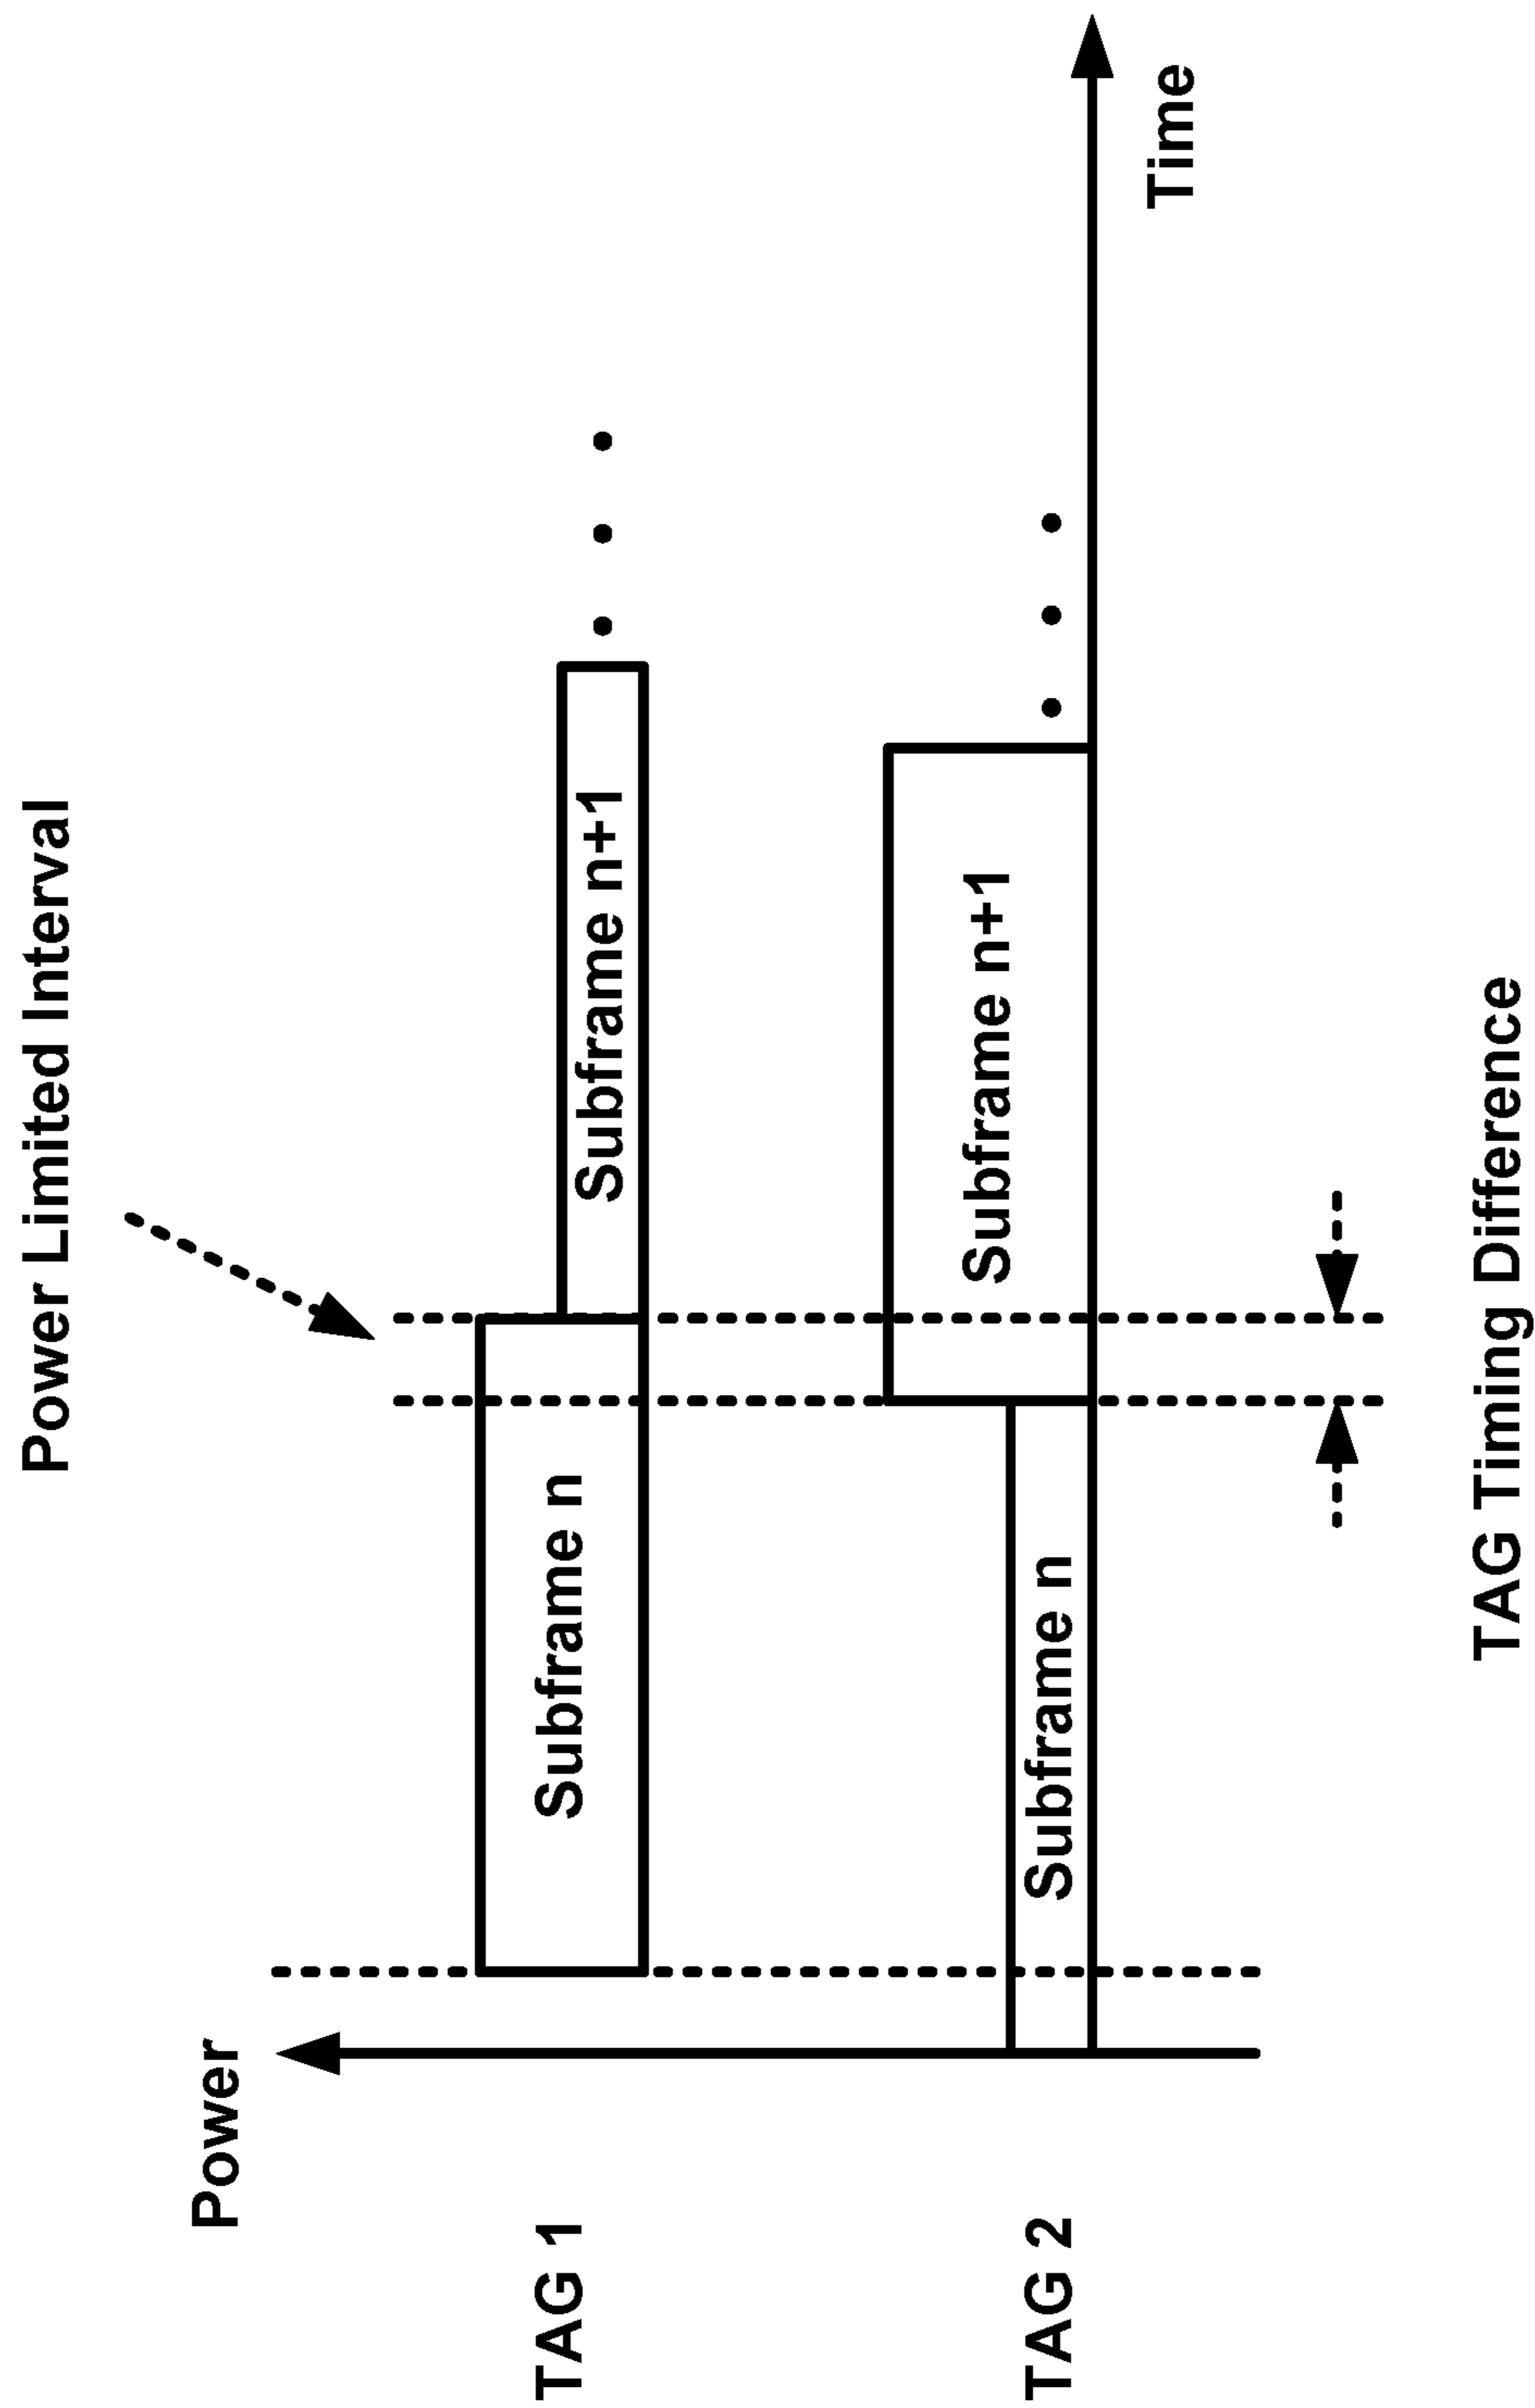 Power Limited Interval
Power
TAG 1
Subframe n
Subframe n+1
TAG 2
Subframe n
Subframe n+1
Time
TAG Timing Difference